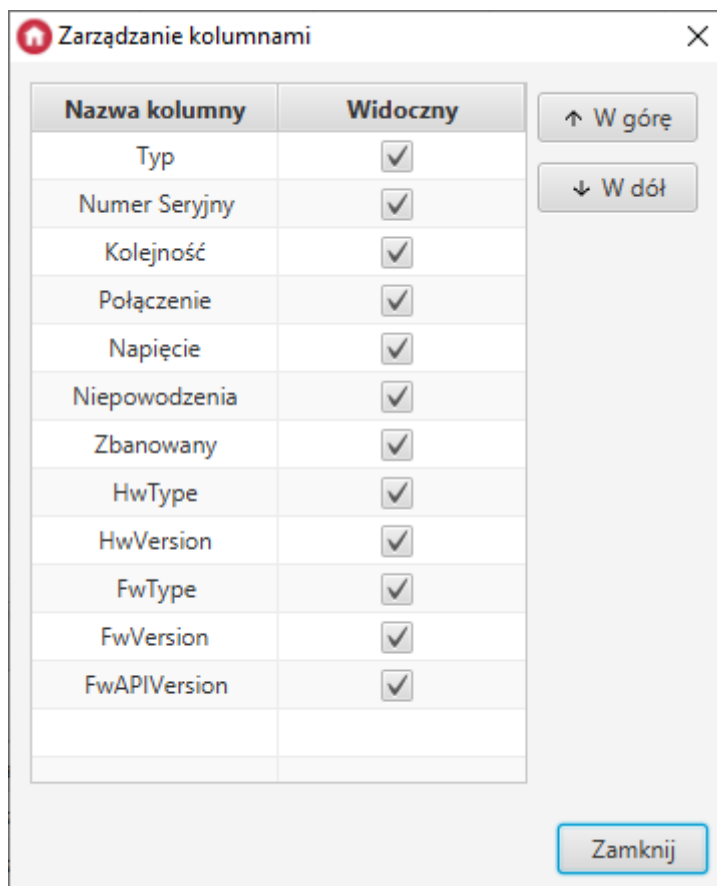 Zarządzanie kolumnami
Nazwa kolumny Widoczny
Typ
Numer Seryjny
Kolejność
Połączenie
Napięcie
Niepowodzenia
Zbanowany
HwType
HwVersion
FwType
FwVersion
FwAPIVersion
W górę
W dół
Zamknij